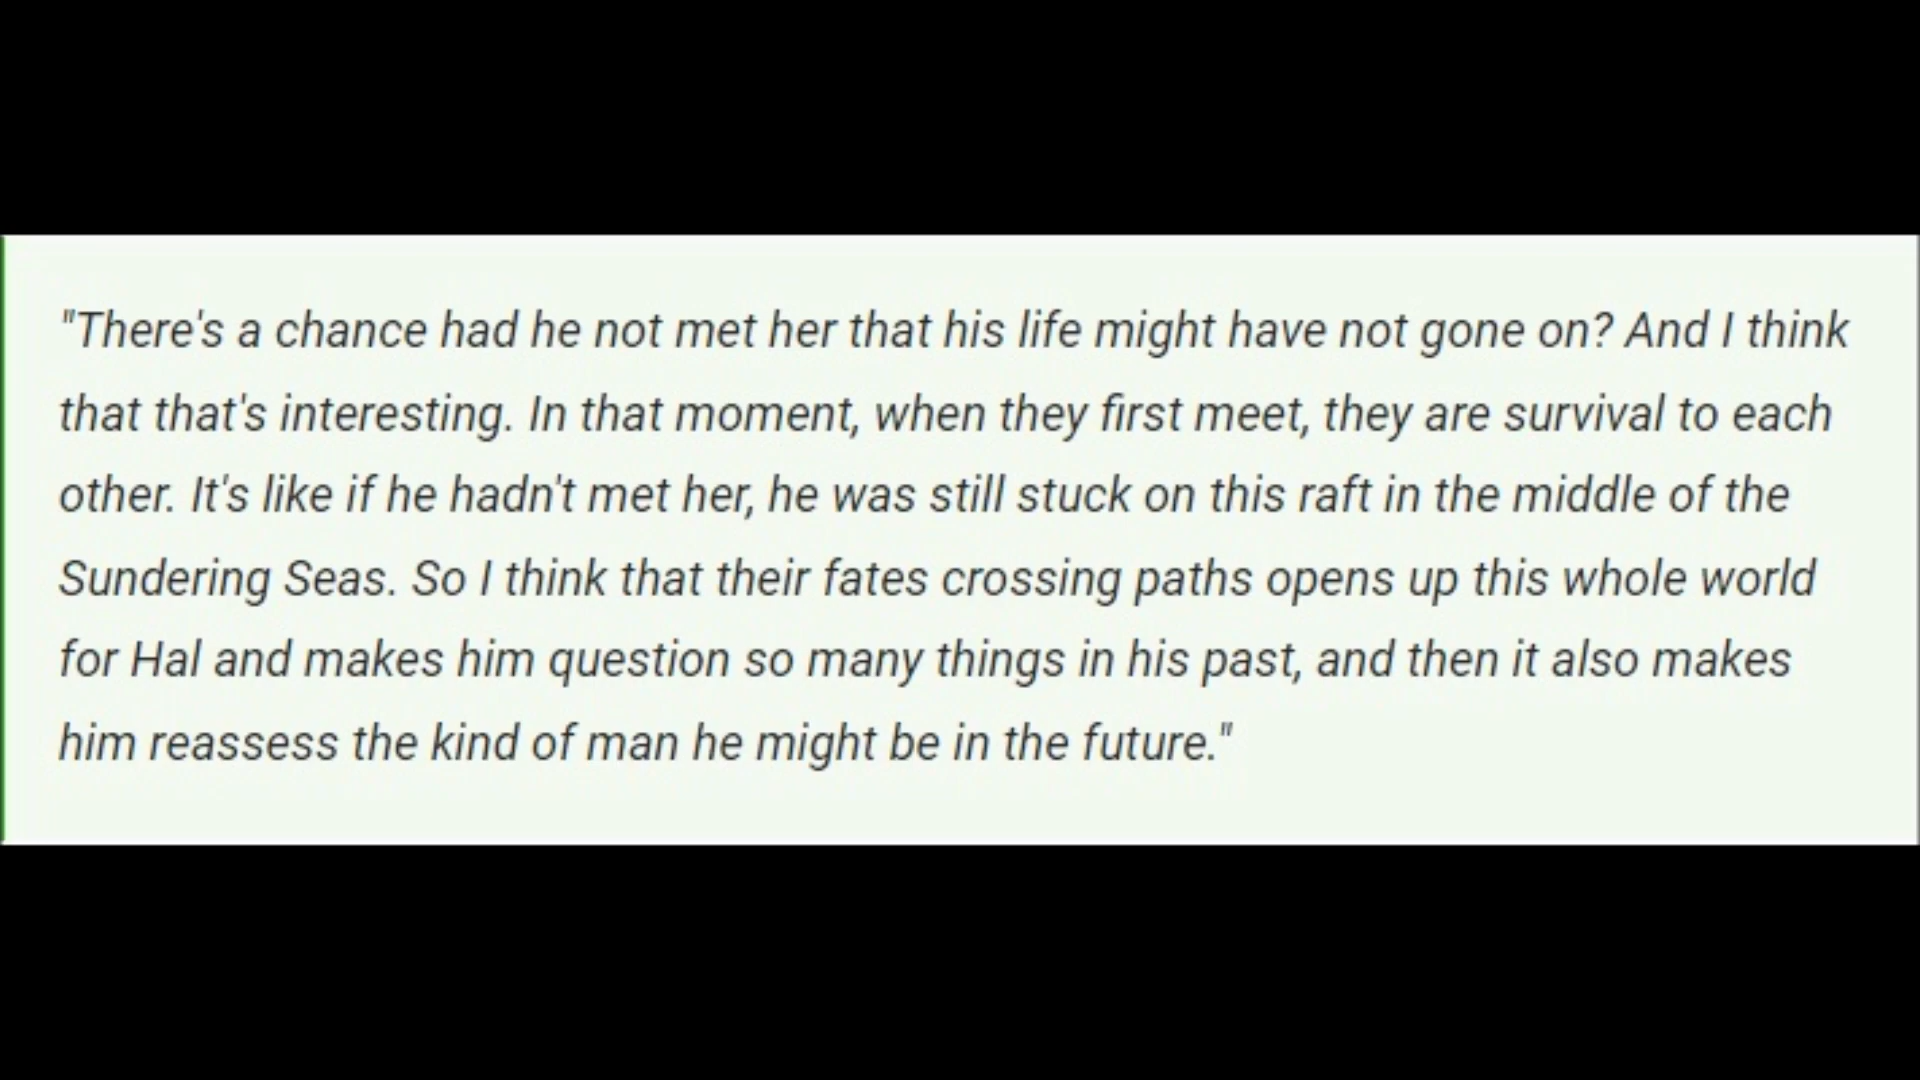 "There's a chance had he not met her that his life might have not gone on? And I think
that that's interesting. In that moment, when they first meet, they are survival to each
other. It's like if he hadn't met her, he was still stuck on this raft in the middle of the
Sundering Seas. So I think that their fates crossing paths opens up this whole world
for Hal and makes him question so many things in his past, and then it also makes
him reassess the kind of man he might be in the future."